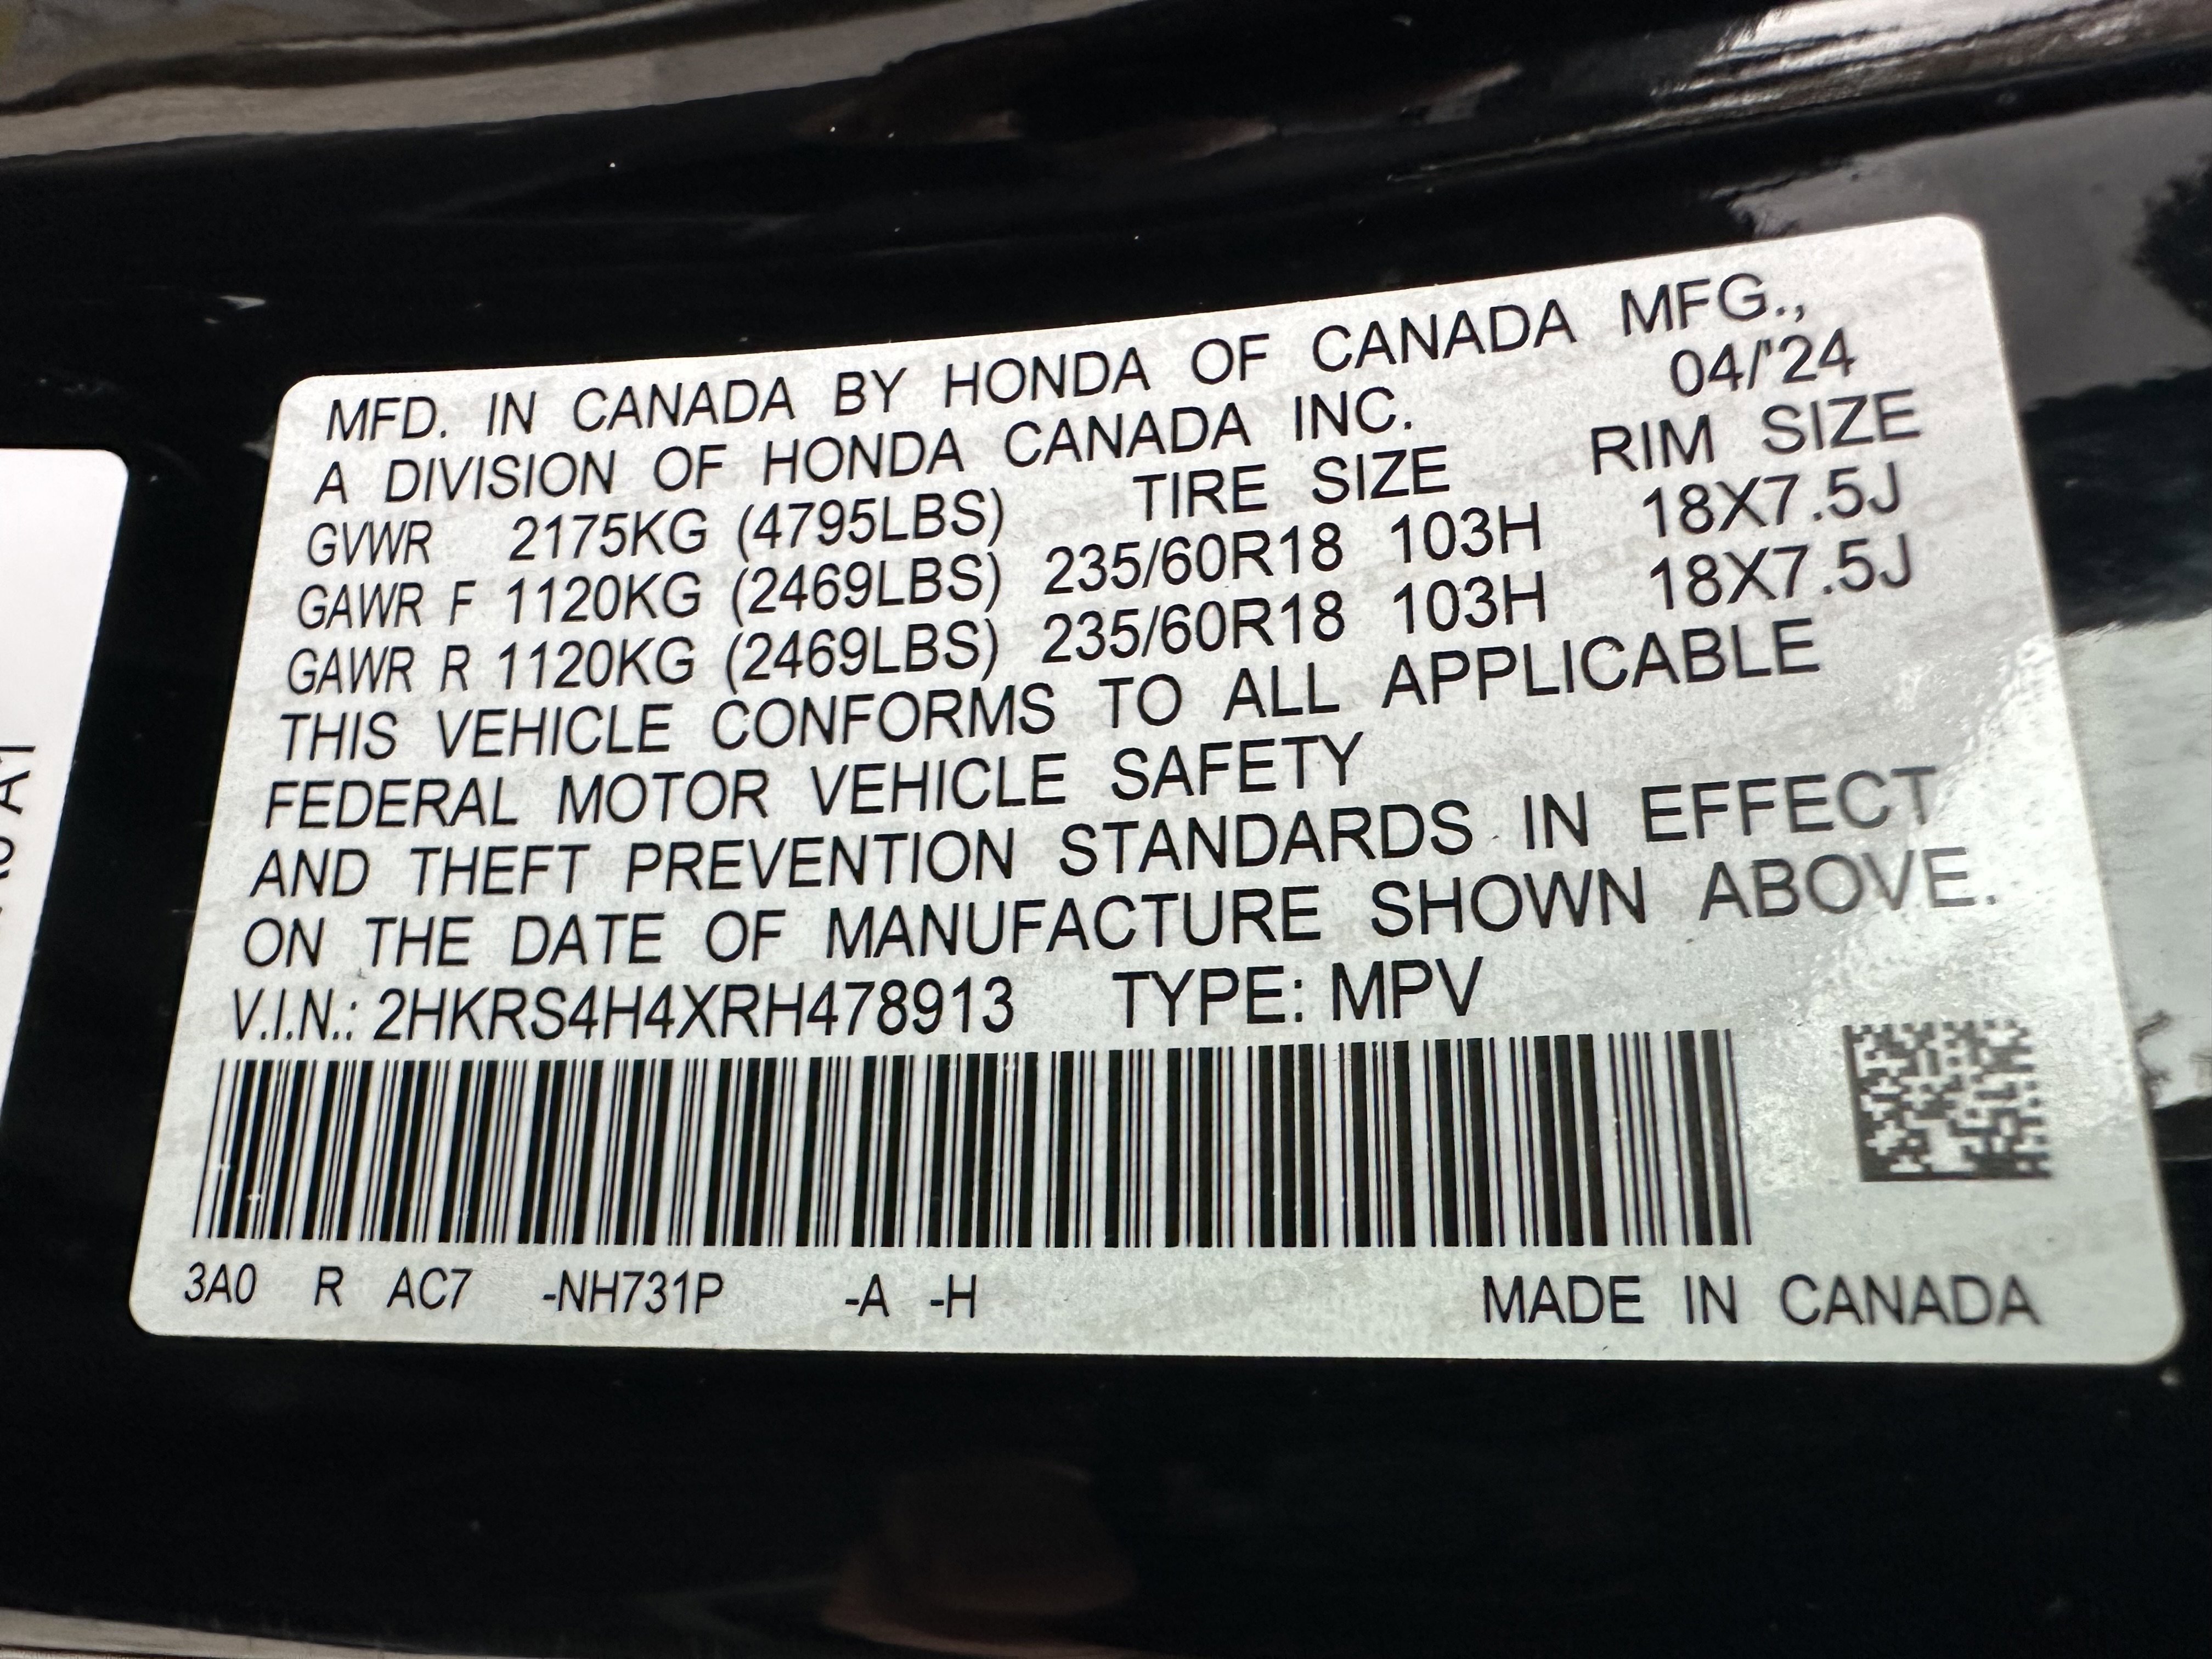 MFD. IN CANADA BY HONDA OF CANADA MFG.,
A DIVISION OF HONDA CANADA INC. 04/'24
GVWR 2175KG (4795LBS) TIRE SIZE RIM SIZE
GAWR F 1120KG (2469LBS) 235/60R18 103H 18X7.5J
GAWR R 1120KG (2469LBS) 235/60R18 103H 18X7.5J
THIS VEHICLE CONFORMS TO ALL APPLICABLE
FEDERAL MOTOR VEHICLE SAFETY
AND THEFT PREVENTION STANDARDS IN EFFECT
ON THE DATE OF MANUFACTURE SHOWN ABOVE.
V.I.N.: 2HKRS4H4XRH478913 TYPE: MPV
3A0 R AC7 -NH731P -A -H MADE IN CANADA